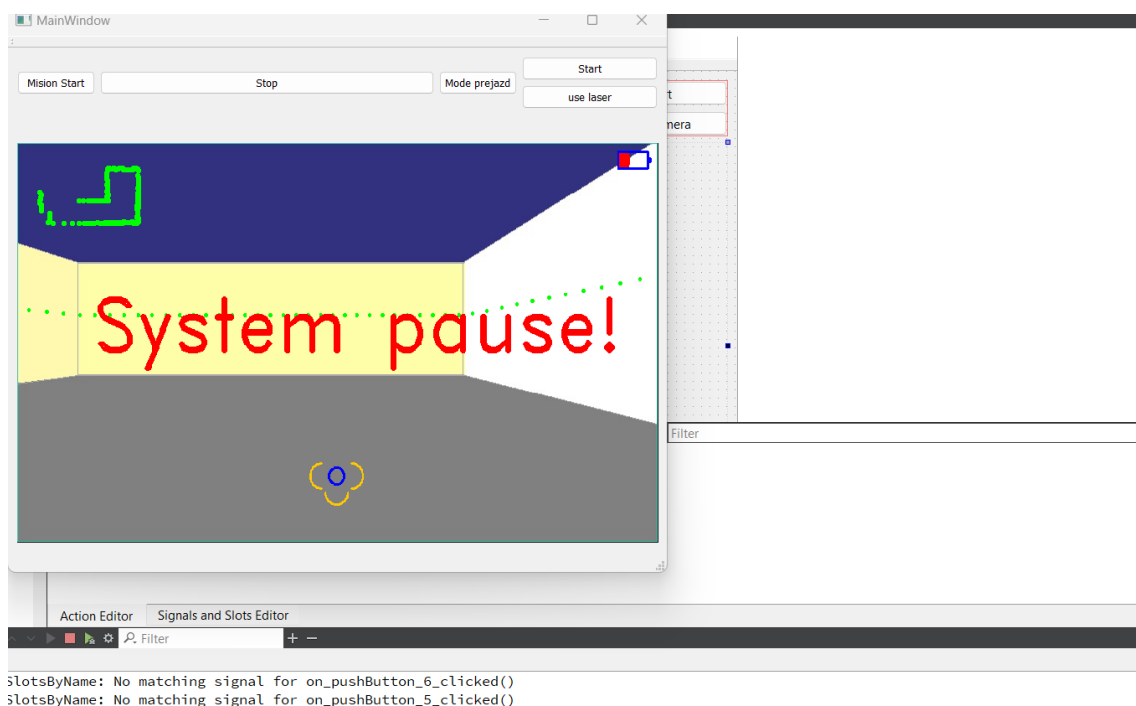 MainWindow
Mision Start
Stop
Mode prejazd
Start
use laser
t
mera
System pause!
Filter
Action Editor
Signals and Slots Editor
Filter
SlotsByName: No matching signal for on_pushButton_6_clicked()
SlotsByName: No matching signal for on_pushButton_5_clicked()